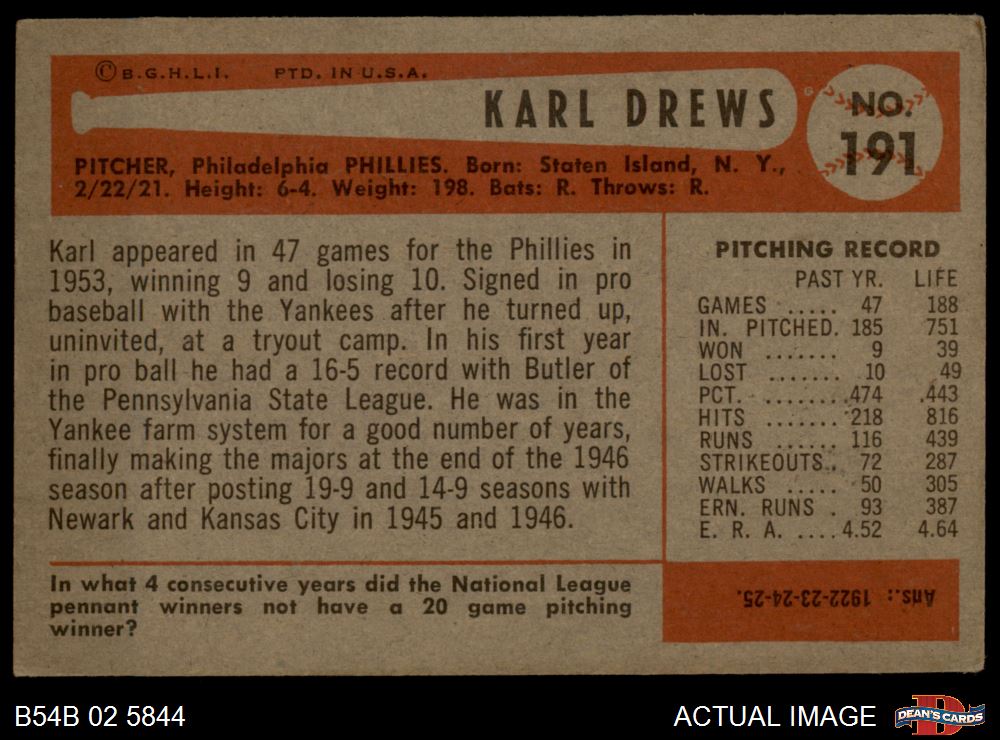 © B.G.H.L.I. PTD. IN U.S.A.
KARL DREWS
NO.
191
PITCHER, Philadelphia PHILLIES. Born: Staten Island, N. Y.,
2/22/21. Height: 6-4. Weight: 198. Bats: R. Throws: R.
Karl appeared in 47 games for the Phillies in
1953, winning 9 and losing 10. Signed in pro
baseball with the Yankees after he turned up,
uninvited, at a tryout camp. In his first year
in pro ball he had a 16-5 record with Butler of
the Pennsylvania State League. He was in the
Yankee farm system for a good number of years,
finally making the majors at the end of the 1946
season after posting 19-9 and 14-9 seasons with
Newark and Kansas City in 1945 and 1946.
PITCHING RECORD
PAST YR. LIFE
GAMES ..... 47 188
IN. PITCHED. 185 751
WON ....... 9 39
LOST ....... 10 49
PCT. ........ .474 .443
HITS ....... 218 816
RUNS ...... 116 439
STRIKEOUTS.. 72 287
WALKS ..... 50 305
ERN. RUNS . 93 387
E. R. A. .... 4.52 4.64
In what 4 consecutive years did the National League
pennant winners not have a 20 game pitching
winner?
Ans.: 1922-23-24-25.
B54B 02 5844
ACTUAL IMAGE
D
DEAN'S CARDS